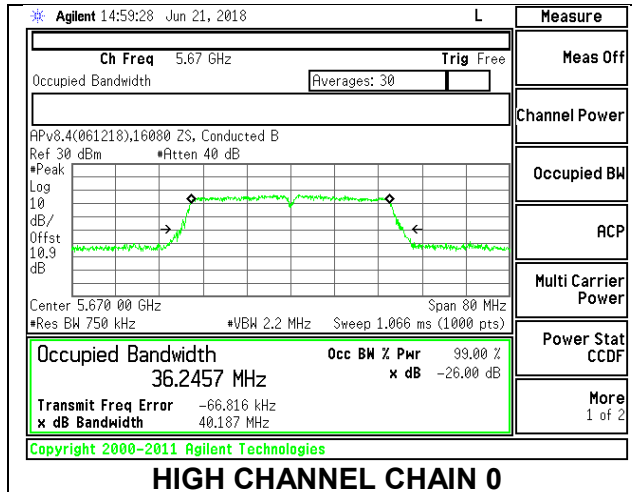 Agilent 14:59:28 Jun 21, 2018 L
Measure
Ch Freq 5.67 GHz Trig Free
Occupied Bandwidth Averages: 30
Meas Off
Channel Power
Occupied BW
ACP
Multi Carrier
Power
Power Stat
CCDF
More
1 of 2
APv8.4(061218),16080 ZS, Conducted B
Ref 30 dBm #Atten 40 dB
#Peak
Log
10
dB/
Offst
10.9
dB
Center 5.670 00 GHz Span 80 MHz
#Res BW 750 kHz #VBW 2.2 MHz Sweep 1.066 ms (1000 pts)
Occupied Bandwidth Occ BW % Pwr 99.00 %
36.2457 MHz x dB -26.00 dB
Transmit Freq Error -66.816 kHz
x dB Bandwidth 40.187 MHz
Copyright 2000-2011 Agilent Technologies
HIGH CHANNEL CHAIN 0